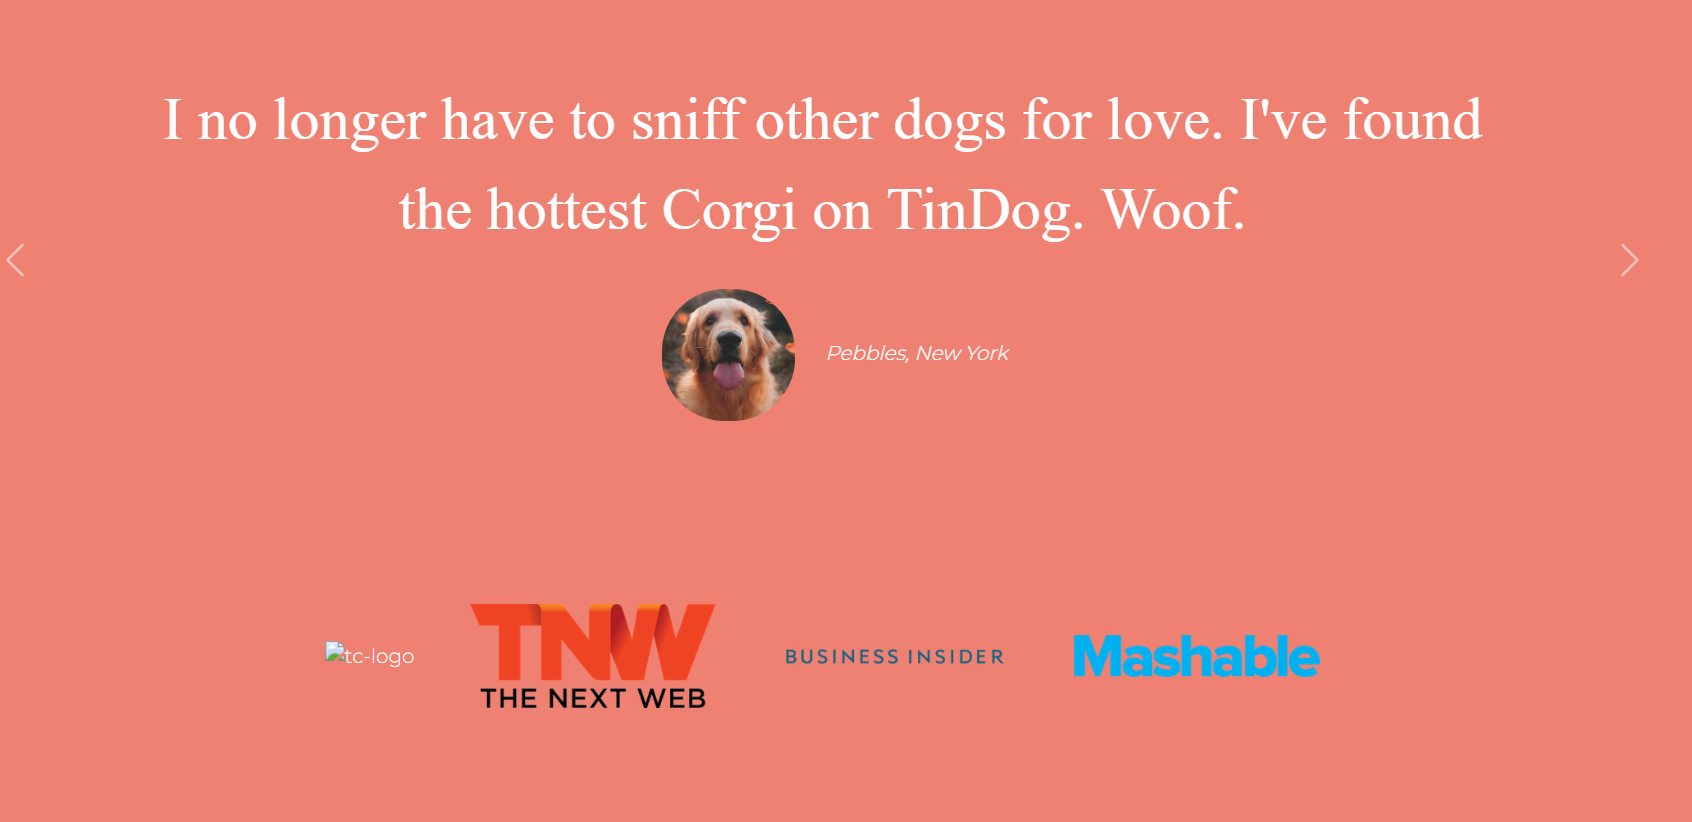 I no longer have to sniff other dogs for love. I've found
the hottest Corgi on TinDog. Woof.
Pebbles, New York
tc-logo
TNW
THE NEXT WEB
BUSINESS INSIDER
Mashable